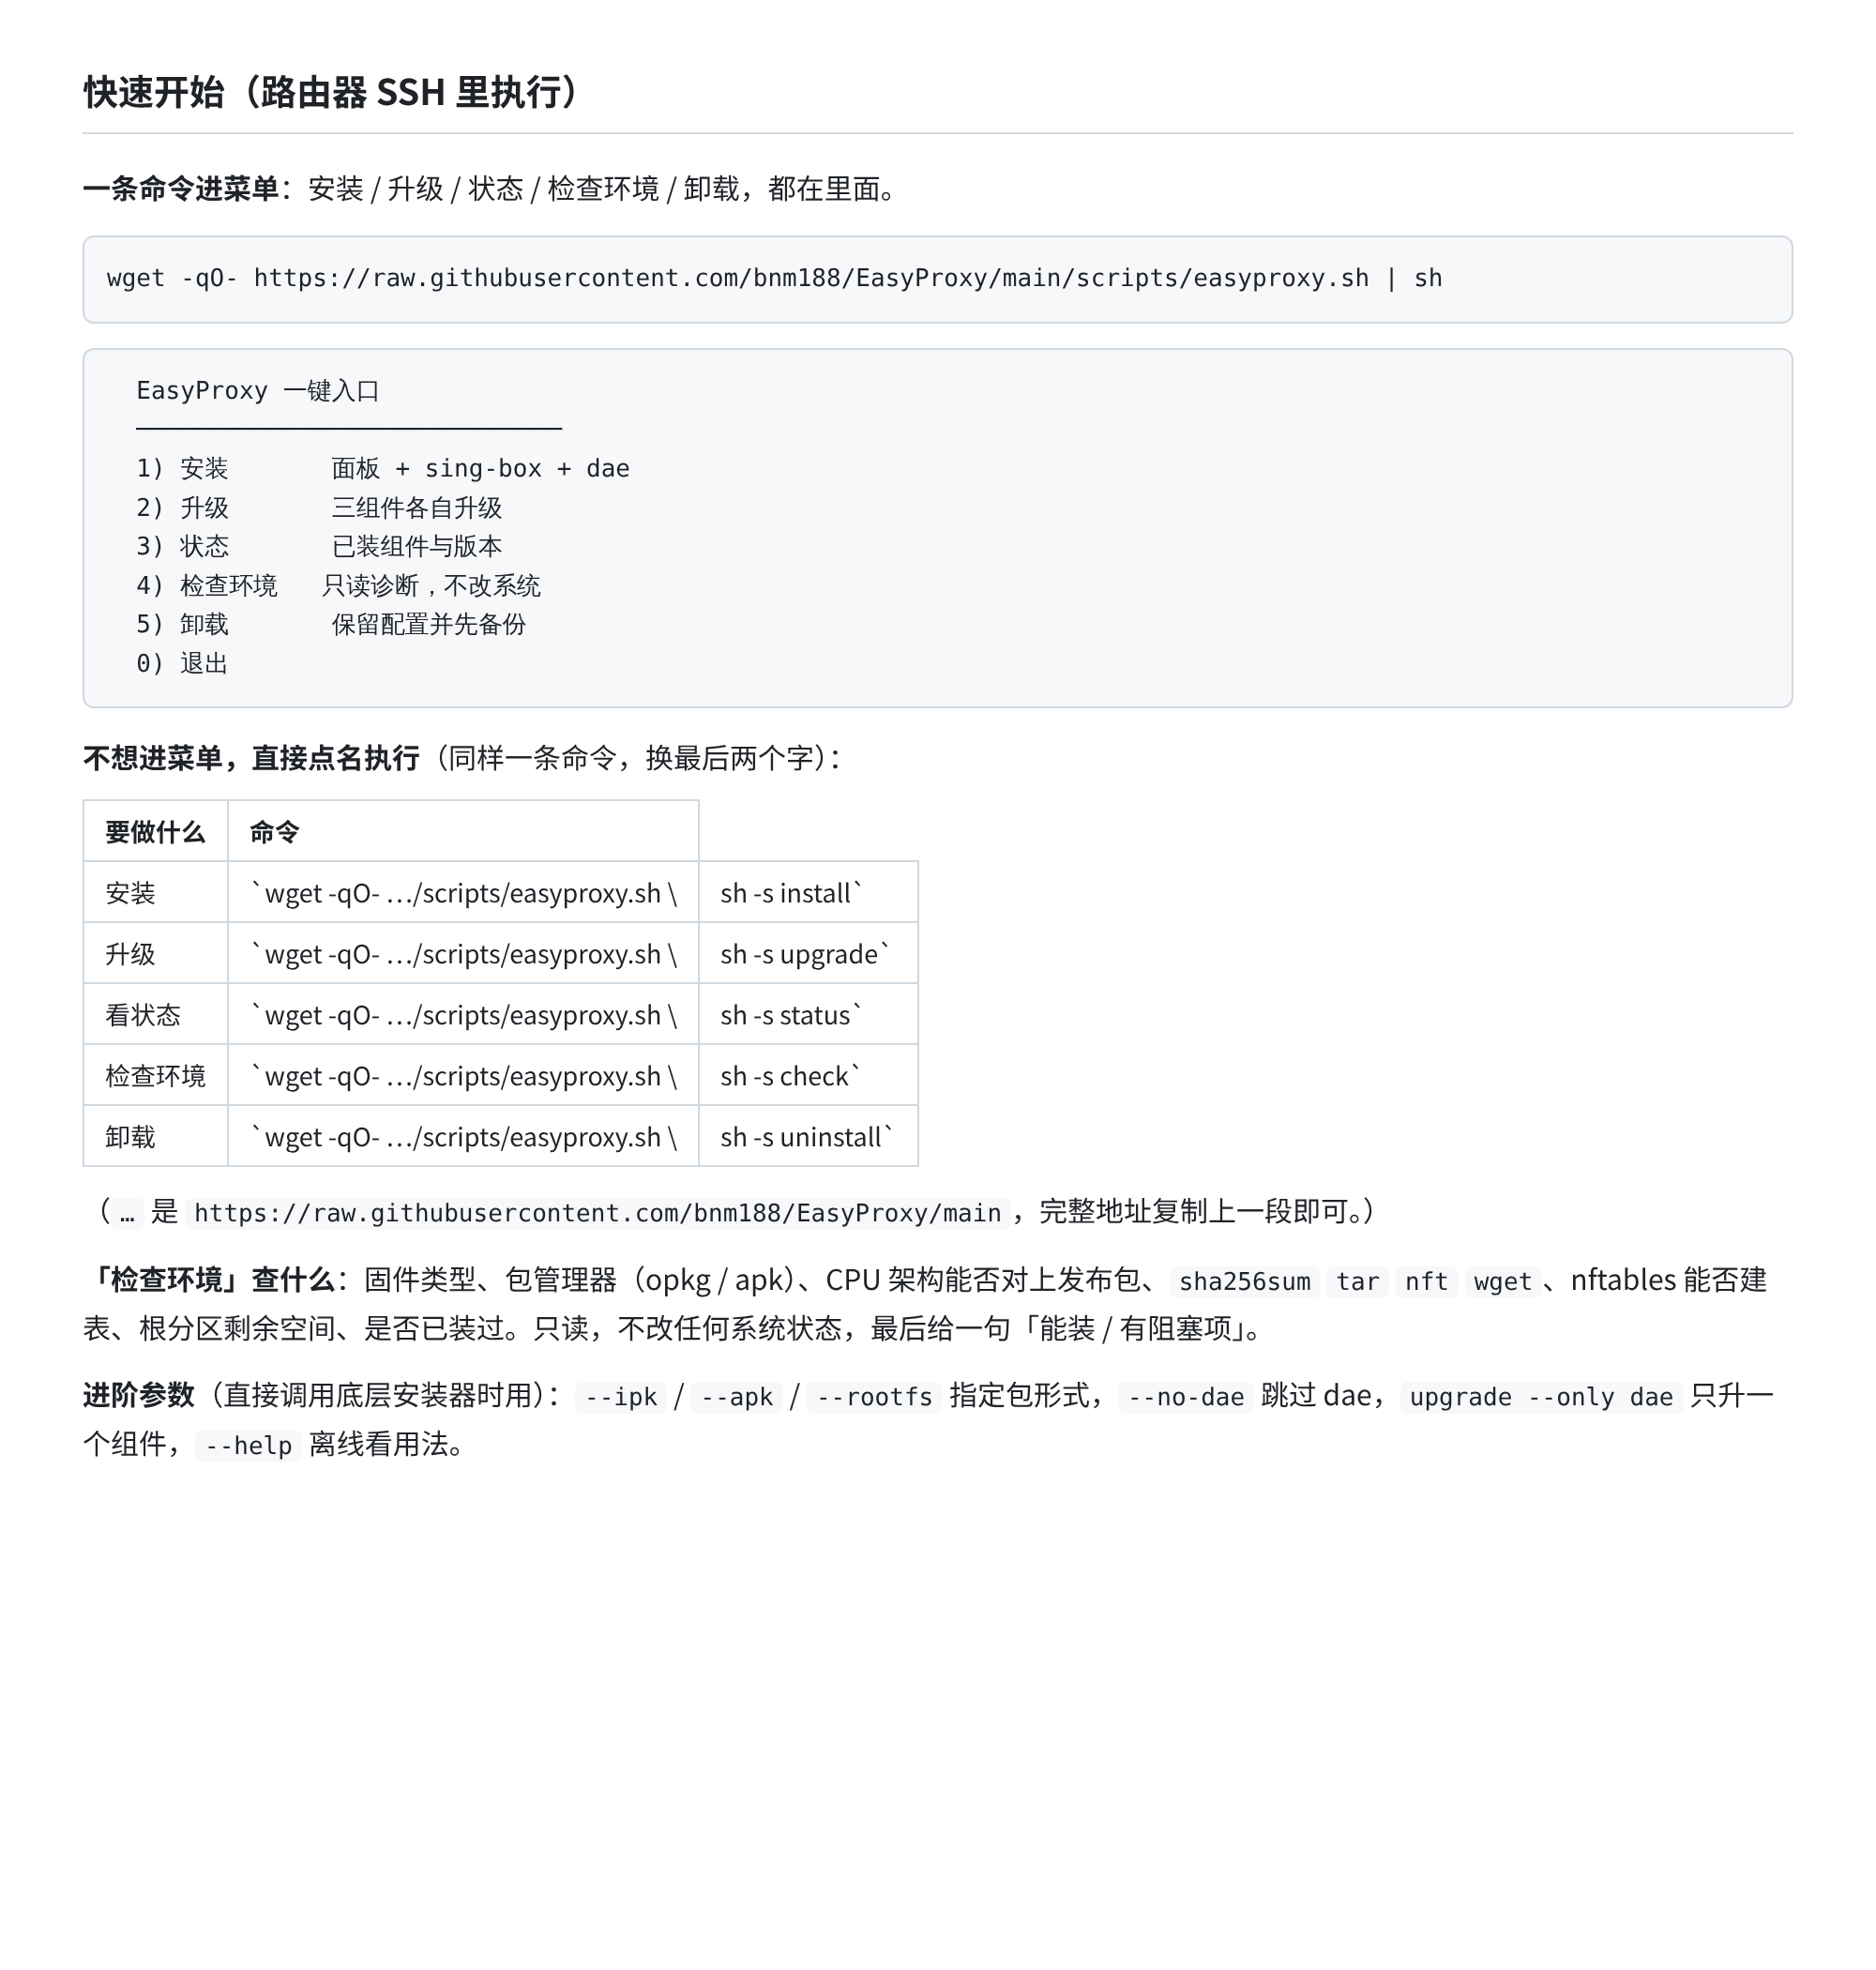 快速开始（路由器 SSH 里执行）
一条命令进菜单：安装 / 升级 / 状态 / 检查环境 / 卸载，都在里面。
wget -qO- https://raw.githubusercontent.com/bnm188/EasyProxy/main/scripts/easyproxy.sh | sh
EasyProxy 一键入口
─────────────────────────────
1) 安装       面板 + sing-box + dae
2) 升级       三组件各自升级
3) 状态       已装组件与版本
4) 检查环境   只读诊断，不改系统
5) 卸载       保留配置并先备份
0) 退出
不想进菜单，直接点名执行（同样一条命令，换最后两个字）：
要做什么 命令
安装 `wget -qO- …/scripts/easyproxy.sh \ sh -s install`
升级 `wget -qO- …/scripts/easyproxy.sh \ sh -s upgrade`
看状态 `wget -qO- …/scripts/easyproxy.sh \ sh -s status`
检查环境 `wget -qO- …/scripts/easyproxy.sh \ sh -s check`
卸载 `wget -qO- …/scripts/easyproxy.sh \ sh -s uninstall`
（… 是 https://raw.githubusercontent.com/bnm188/EasyProxy/main，完整地址复制上一段即可。）
「检查环境」查什么：固件类型、包管理器（opkg / apk）、CPU 架构能否对上发布包、sha256sum tar nft wget、nftables 能否建
表、根分区剩余空间、是否已装过。只读，不改任何系统状态，最后给一句「能装 / 有阻塞项」。
进阶参数（直接调用底层安装器时用）：--ipk / --apk / --rootfs 指定包形式，--no-dae 跳过 dae，upgrade --only dae 只升一
个组件，--help 离线看用法。